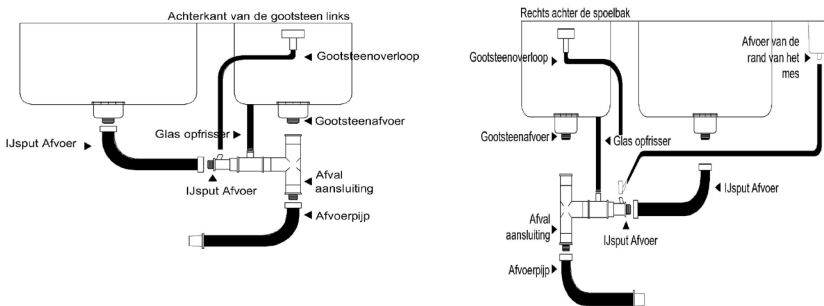 Achterkant van de gootsteen links
Gootsteenoverloop
Glas opfrisser
Gootsteenafvoer
IJsput Afvoer
IJsput Afvoer
Afval
aansluiting
Afvoerpijp
Rechts achter de spoelbak
Gootsteenoverloop
Afvoer van de
rand van het
mes
Gootsteenafvoer
Glas opfrisser
IJsput Afvoer
Afval
aansluiting
IJsput Afvoer
Afvoerpijp